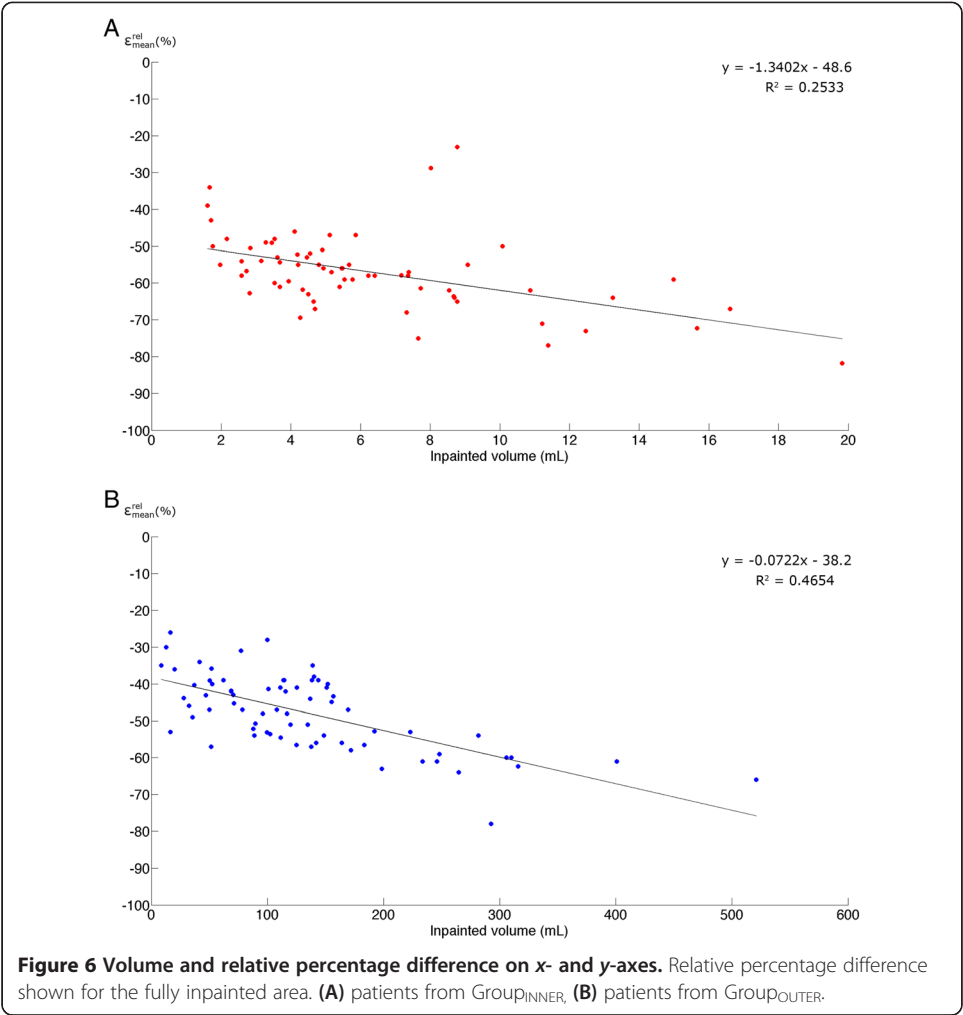 A
εmean^rel(%)
y = -1.3402x - 48.6
R² = 0.2533
0
-10
-20
-30
-40
-50
-60
-70
-80
-90
-100
0 2 4 6 8 10 12 14 16 18 20
Inpainted volume (mL)
B
εmean^rel(%)
y = -0.0722x - 38.2
R² = 0.4654
0
-10
-20
-30
-40
-50
-60
-70
-80
-90
-100
0 100 200 300 400 500 600
Inpainted volume (mL)
Figure 6 Volume and relative percentage difference on x- and y-axes. Relative percentage difference
shown for the fully inpainted area. (A) patients from GroupINNER, (B) patients from GroupOUTER.